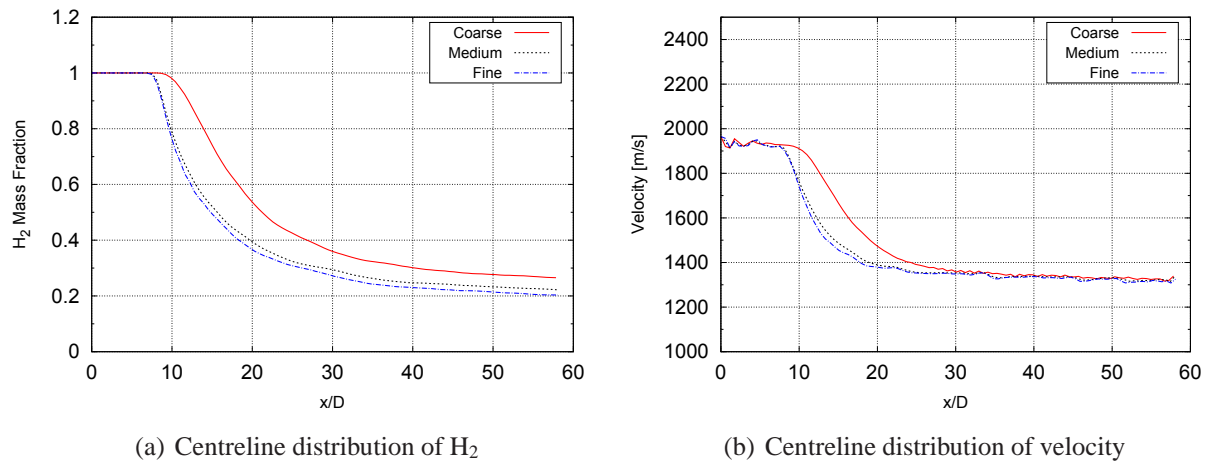 1.2
1
0.8
0.6
0.4
0.2
0
H2 Mass Fraction
0 10 20 30 40 50 60
x/D
Coarse
Medium
Fine
(a) Centreline distribution of H2
2400
2200
2000
1800
1600
1400
1200
1000
Velocity [m/s]
0 10 20 30 40 50 60
x/D
Coarse
Medium
Fine
(b) Centreline distribution of velocity